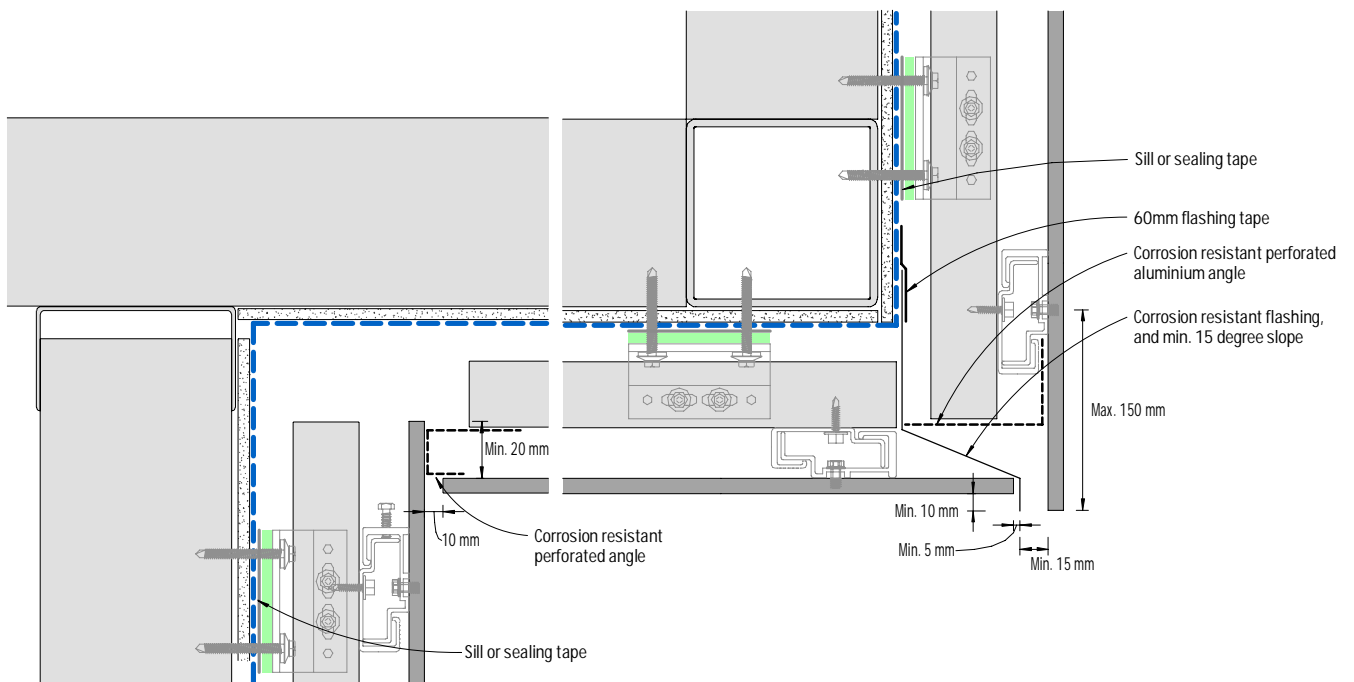 Sill or sealing tape
60mm flashing tape
Corrosion resistant perforated
aluminium angle
Corrosion resistant flashing,
and min. 15 degree slope
Max. 150 mm
Min. 20 mm
Min. 10 mm
10 mm
Corrosion resistant
perforated angle
Min. 5 mm
Min. 15 mm
Sill or sealing tape